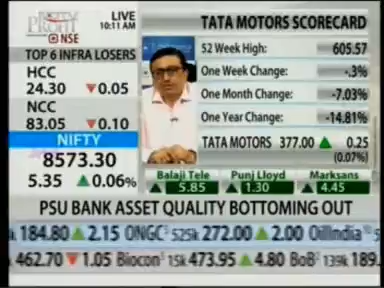 NIFTY
PROFIT
NSE
LIVE
10:11 AM
TOP 6 INFRA LOSERS
HCC
24.30 ▼ 0.05
NCC
83.05 ▼ 0.10
NIFTY
8573.30
5.35 ▲ 0.06%
TATA MOTORS SCORECARD
52 Week High: 605.57
One Week Change: -.3%
One Month Change: -7.03%
One Year Change: -14.81%
TATA MOTORS 377.00 ▲ 0.25
(0.07%)
Balaji Tele Punj Lloyd Marksans
▲ 5.85 ▲ 1.30 ▲ 4.45
PSU BANK ASSET QUALITY BOTTOMING OUT
184.80 ▲ 2.15 ONGC 525k 272.00 ▲ 2.00 OilIndia
462.70 ▼ 1.05 Biocon 15k 473.95 ▲ 4.80 BoB 139k 189.